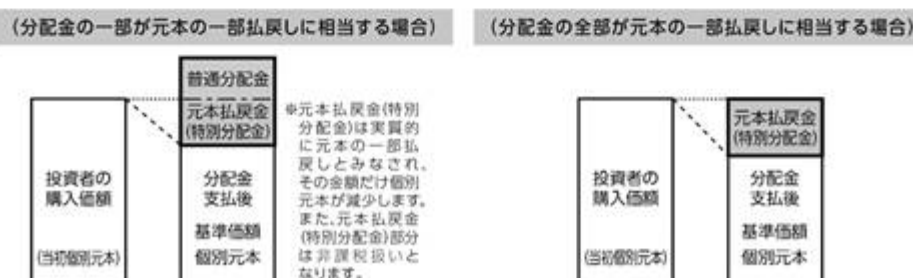 (分配金の一部が元本の一部払戻しに相当する場合)
普通分配金
元本払戻金
(特別分配金)
投資者の
購入価額
(当初個別元本)
分配金
支払後
基準価額
個別元本
※元本払戻金(特別
分配金)は実質的
に元本の一部払
戻しとみなされ、
その金額だけ個別
元本が減少します。
また、元本払戻金
(特別分配金)部分
は非課税扱いと
なります。
(分配金の全部が元本の一部払戻しに相当する場合)
元本払戻金
(特別分配金)
投資者の
購入価額
(当初個別元本)
分配金
支払後
基準価額
個別元本